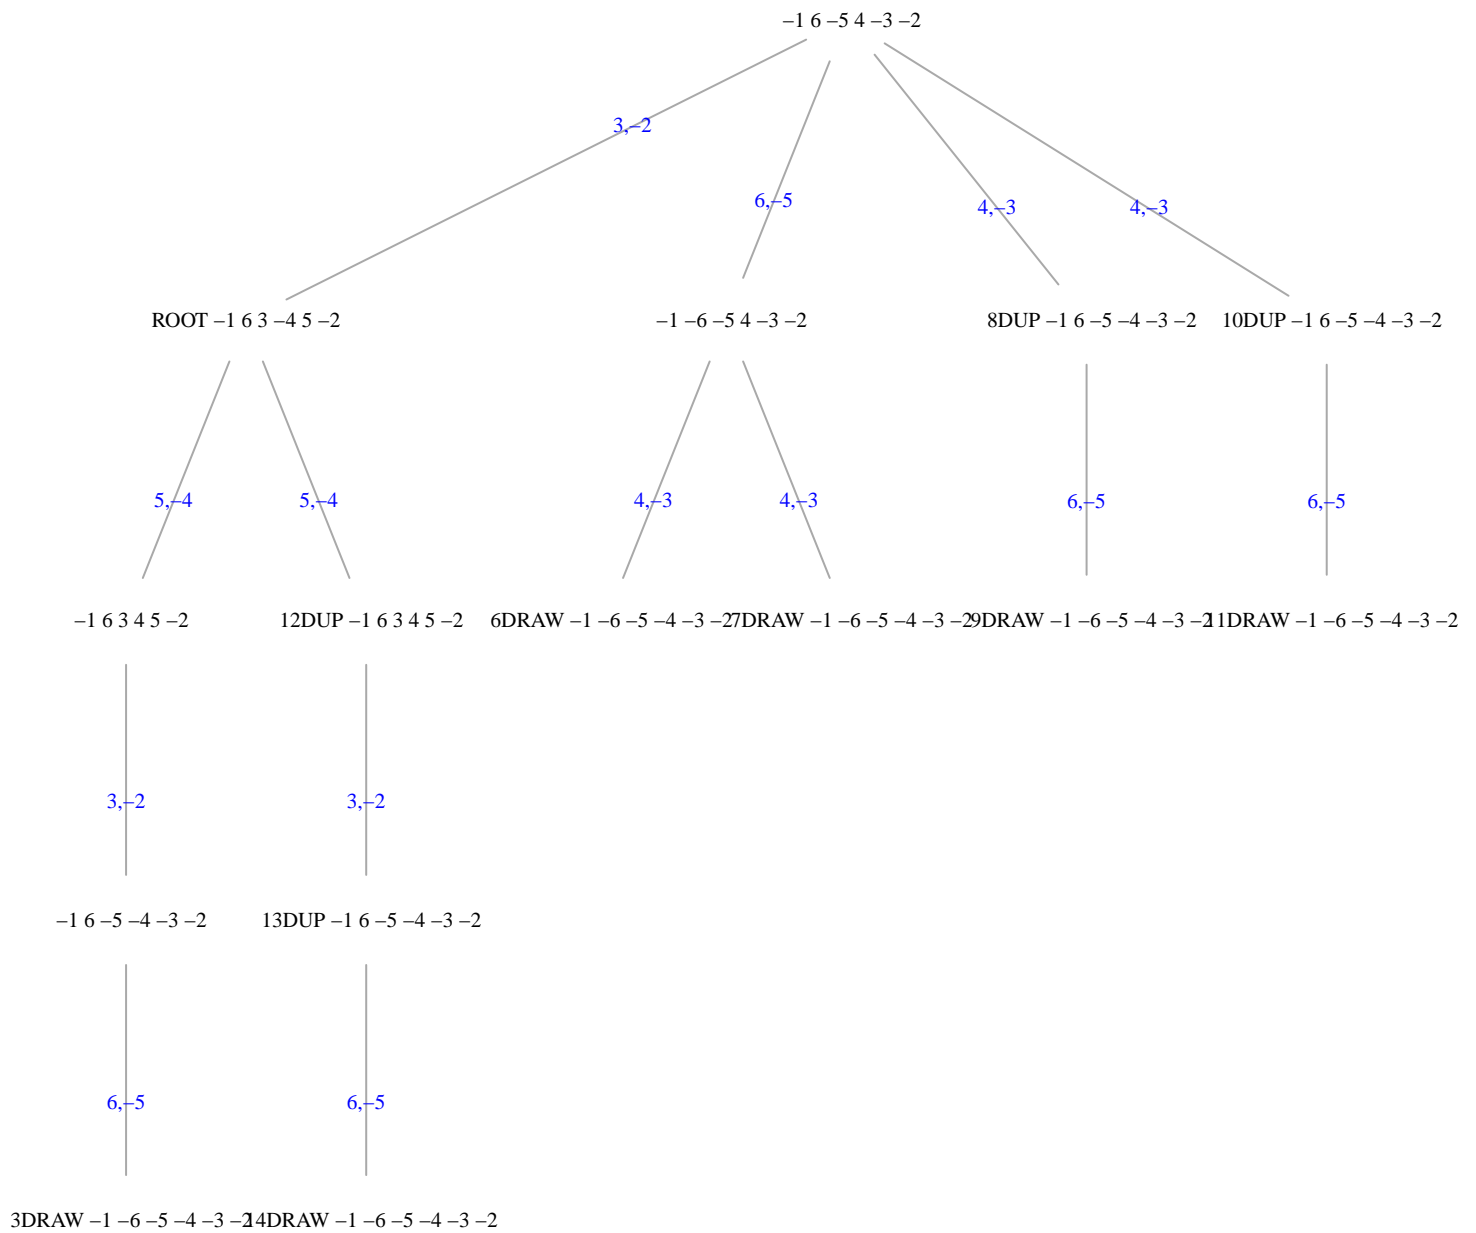 –1 6 –5 4 –3 –2
3,–2
6,–5
4,–3
4,–3
ROOT –1 6 3 –4 5 –2
–1 –6 –5 4 –3 –2
8DUP –1 6 –5 –4 –3 –2
10DUP –1 6 –5 –4 –3 –2
5,–4
5,–4
4,–3
4,–3
6,–5
6,–5
–1 6 3 4 5 –2
12DUP –1 6 3 4 5 –2
6DRAW –1 –6 –5 –4 –3 –2
7DRAW –1 –6 –5 –4 –3 –2
9DRAW –1 –6 –5 –4 –3 –2
11DRAW –1 –6 –5 –4 –3 –2
3,–2
3,–2
–1 6 –5 –4 –3 –2
13DUP –1 6 –5 –4 –3 –2
6,–5
6,–5
3DRAW –1 –6 –5 –4 –3 –2
14DRAW –1 –6 –5 –4 –3 –2